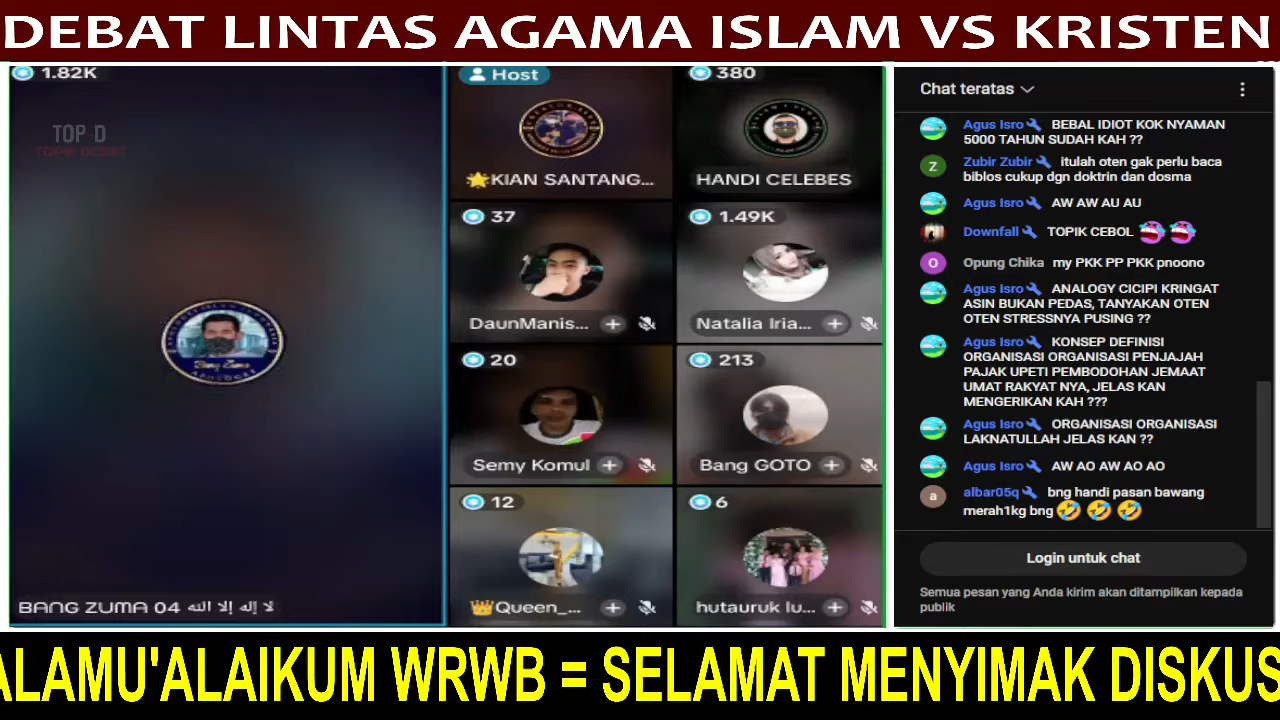 DEBAT LINTAS AGAMA ISLAM VS KRISTEN
1.82K
TOP D
TOPIK DEBAT
Bang Zuma
BANG ZUMA 04 لا إله إلا الله
Host
🌟KIAN SANTANG...
380
HANDI CELEBES
37
DaunManis... +
1.49K
Natalia Iria... +
20
Semy Komul +
213
Bang GOTO +
12
👑Queen_... +
6
hutauruk lu... +
Chat teratas
Agus Isro BEBAL IDIOT KOK NYAMAN
5000 TAHUN SUDAH KAH ??
Z
Zubir Zubir itulah oten gak perlu baca
biblos cukup dgn doktrin dan dosma
Agus Isro AW AW AU AU
Downfall TOPIK CEBOL
O
Opung Chika my PKK PP PKK pnoono
Agus Isro ANALOGY CICIPI KRINGAT
ASIN BUKAN PEDAS, TANYAKAN OTEN
OTEN STRESSNYA PUSING ??
Agus Isro KONSEP DEFINISI
ORGANISASI ORGANISASI PENJAJAH
PAJAK UPETI PEMBODOHAN JEMAAT
UMAT RAKYAT NYA, JELAS KAN
MENGERIKAN KAH ???
Agus Isro ORGANISASI ORGANISASI
LAKNATULLAH JELAS KAN ??
Agus Isro AW AO AW AO AO
a
albar05q bng handi pasan bawang
merah1kg bng 🤣 🤣 🤣
Login untuk chat
Semua pesan yang Anda kirim akan ditampilkan kepada
publik
ALAMU'ALAIKUM WRWB = SELAMAT MENYIMAK DISKUS